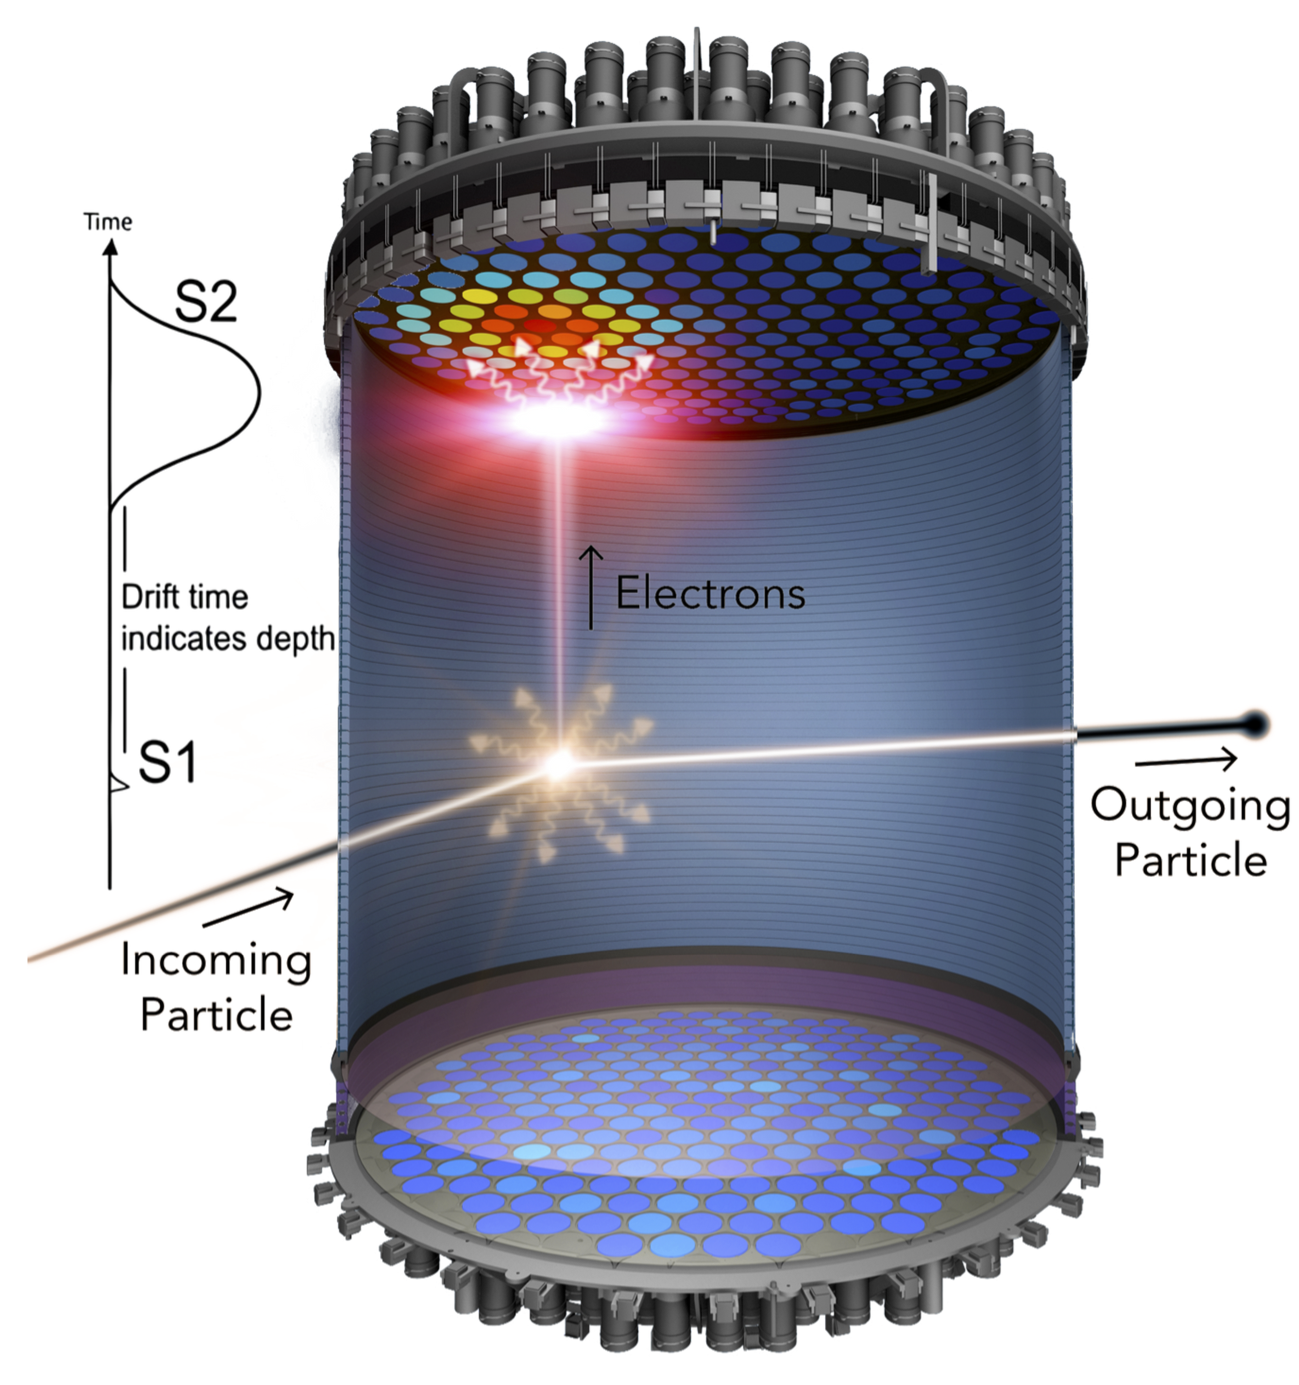 Time
S2
Drift time
indicates depth
S1
Electrons
Incoming
Particle
Outgoing
Particle